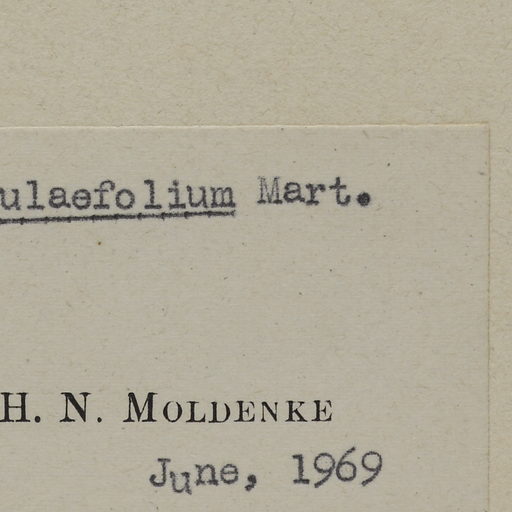 ulaefolium Mart.
H. N. MOLDENKE
June, 1969